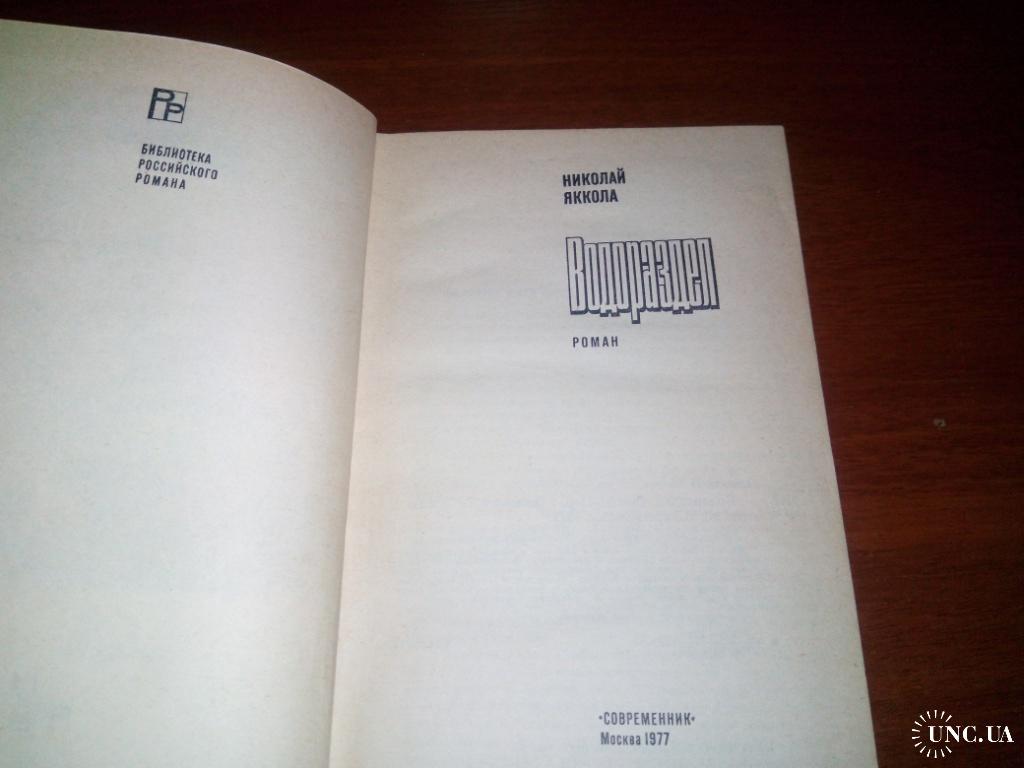 РР
БИБЛИОТЕКА
РОССИЙСКОГО
РОМАНА
НИКОЛАЙ
ЯККОЛА
Водораздел
РОМАН
«СОВРЕМЕННИК»
Москва 1977
UNC.UA